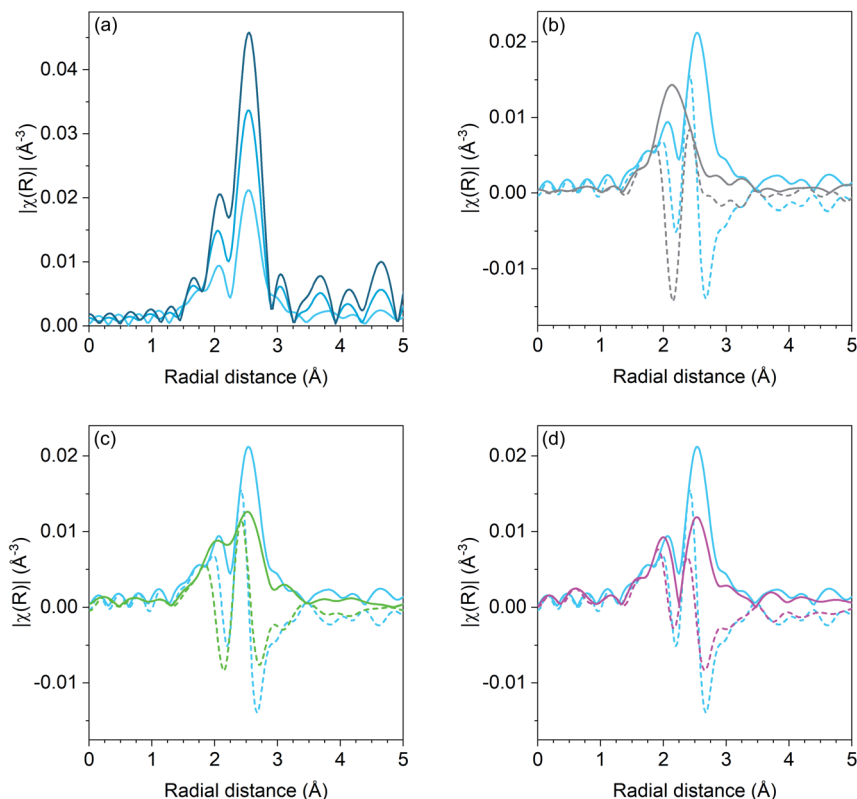 (a)
|χ(R)| (Å-3)
0.04
0.03
0.02
0.01
0.00
0 1 2 3 4 5
Radial distance (Å)
(b)
|χ(R)| (Å-3)
0.02
0.01
0.00
-0.01
0 1 2 3 4 5
Radial distance (Å)
(c)
|χ(R)| (Å-3)
0.02
0.01
0.00
-0.01
0 1 2 3 4 5
Radial distance (Å)
(d)
|χ(R)| (Å-3)
0.02
0.01
0.00
-0.01
0 1 2 3 4 5
Radial distance (Å)